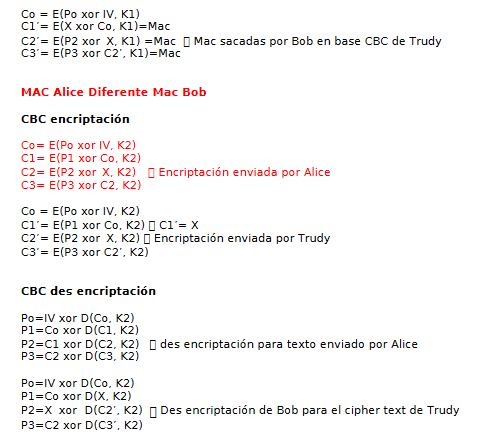 Co = E(Po xor IV, K1)
C1´= E(X xor Co, K1)=Mac
C2´= E(P2 xor X, K1) =Mac  Mac sacadas por Bob en base CBC de Trudy
C3´= E(P3 xor C2´, K1)=Mac
MAC Alice Diferente Mac Bob
CBC encriptación
Co= E(Po xor IV, K2)
C1= E(P1 xor Co, K2)
C2= E(P2 xor X, K2)  Encriptación enviada por Alice
C3= E(P3 xor C2, K2)
Co = E(Po xor IV, K2)
C1´= E(P1 xor Co, K2)  C1´= X
C2´= E(P2 xor X, K2)  Encriptación enviada por Trudy
C3´= E(P3 xor C2´, K2)
CBC des encriptación
Po=IV xor D(Co, K2)
P1=Co xor D(C1, K2)
P2=C1 xor D(C2, K2)  des encriptación para texto enviado por Alice
P3=C2 xor D(C3, K2)
Po=IV xor D(Co, K2)
P1=Co xor D(X, K2)
P2=X xor D(C2´, K2)  Des encriptación de Bob para el cipher text de Trudy
P3=C2 xor D(C3´, K2)